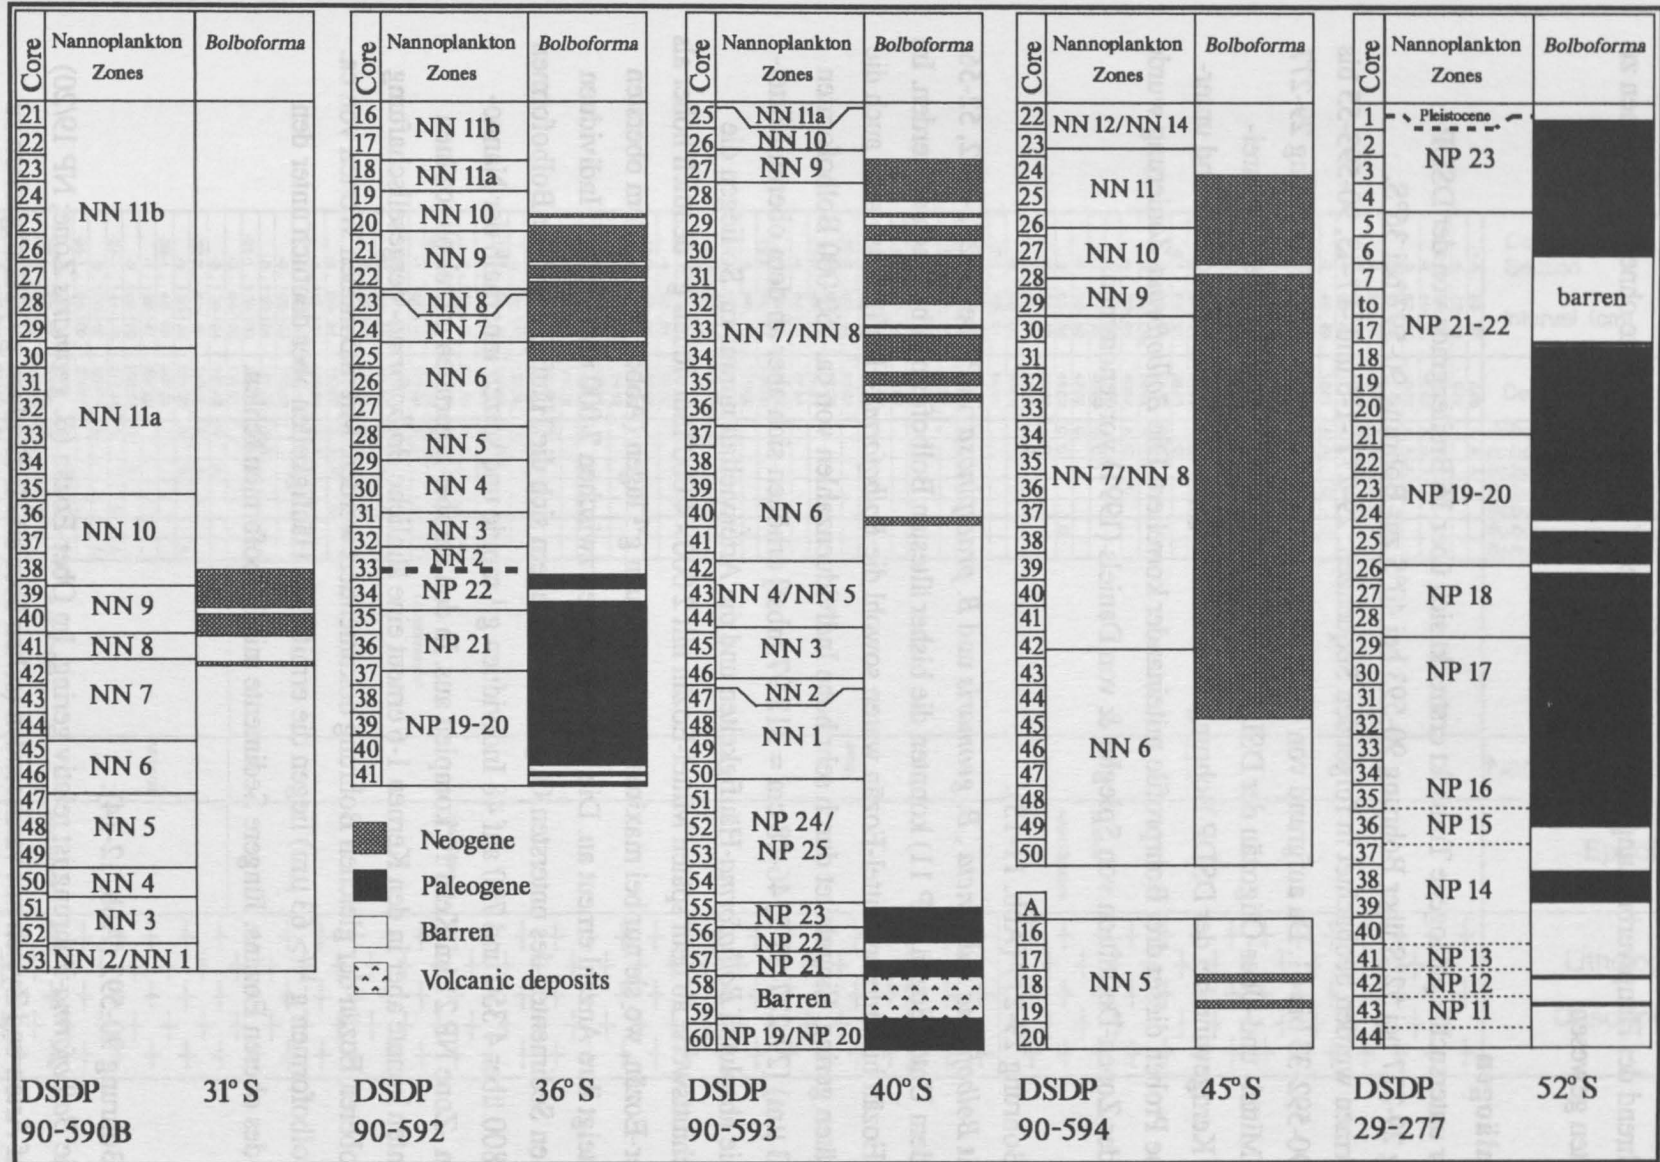 Core Nannoplankton Zones Bolboforma
21
22
23
24
25
26
27
28
29
30
31
32
33
34
35
36
37
38
39
40
41
42
43
44
45
46
47
48
49
50
51
52
53
NN 11b
NN 11a
NN 10
NN 9
NN 8
NN 7
NN 6
NN 5
NN 4
NN 3
NN 2/NN 1
DSDP 31°S
90-590B
Core Nannoplankton Zones Bolboforma
16
17
18
19
20
21
22
23
24
25
26
27
28
29
30
31
32
33
34
35
36
37
38
39
40
41
NN 11b
NN 11a
NN 10
NN 9
NN 8
NN 7
NN 6
NN 5
NN 4
NN 3
NN 2
NP 22
NP 21
NP 19-20
Neogene
Paleogene
Barren
Volcanic deposits
DSDP 36°S
90-592
Core Nannoplankton Zones Bolboforma
25
26
27
28
29
30
31
32
33
34
35
36
37
38
39
40
41
42
43
44
45
46
47
48
49
50
51
52
53
54
55
56
57
58
59
60
NN 11a
NN 10
NN 9
NN 7/NN 8
NN 6
NN 4/NN 5
NN 3
NN 2
NN 1
NP 24/
NP 25
NP 23
NP 22
NP 21
Barren
NP 19/NP 20
DSDP 40°S
90-593
Core Nannoplankton Zones Bolboforma
22
23
24
25
26
27
28
29
30
31
32
33
34
35
36
37
38
39
40
41
42
43
44
45
46
47
48
49
50
A
16
17
18
19
20
NN 12/NN 14
NN 11
NN 10
NN 9
NN 7/NN 8
NN 6
NN 5
DSDP 45°S
90-594
Core Nannoplankton Zones Bolboforma
1
2
3
4
5
6
7
to
17
18
19
20
21
22
23
24
25
26
27
28
29
30
31
32
33
34
35
36
37
38
39
40
41
42
43
44
Pleistocene
NP 23
NP 21-22
NP 19-20
NP 18
NP 17
NP 16
NP 15
NP 14
NP 13
NP 12
NP 11
barren
DSDP 52°S
29-277